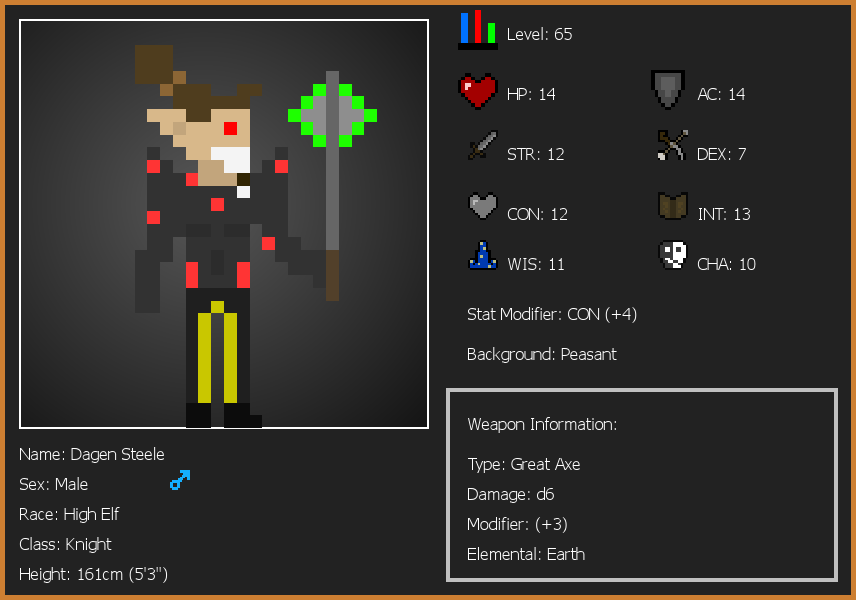 Level: 65
HP: 14
AC: 14
STR: 12
DEX: 7
CON: 12
INT: 13
WIS: 11
CHA: 10
Stat Modifier: CON (+4)
Background: Peasant
Weapon Information:
Type: Great Axe
Damage: d6
Modifier: (+3)
Elemental: Earth
Name: Dagen Steele
Sex: Male
Race: High Elf
Class: Knight
Height: 161cm (5'3")